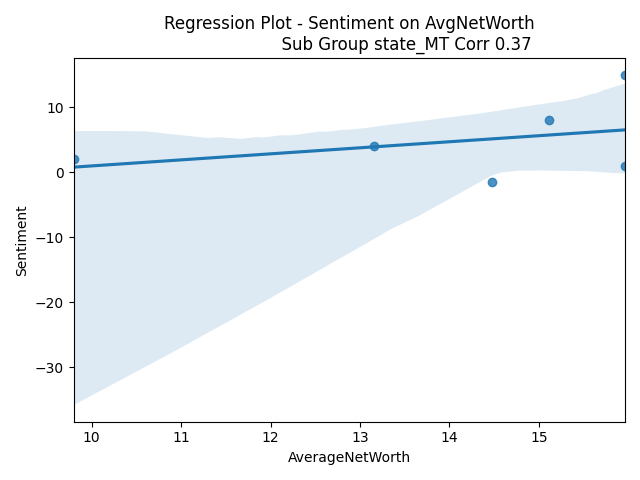 Regression Plot - Sentiment on AvgNetWorth
Sub Group state_MT Corr 0.37
10
0
−10
−20
−30
Sentiment
10 11 12 13 14 15
AverageNetWorth